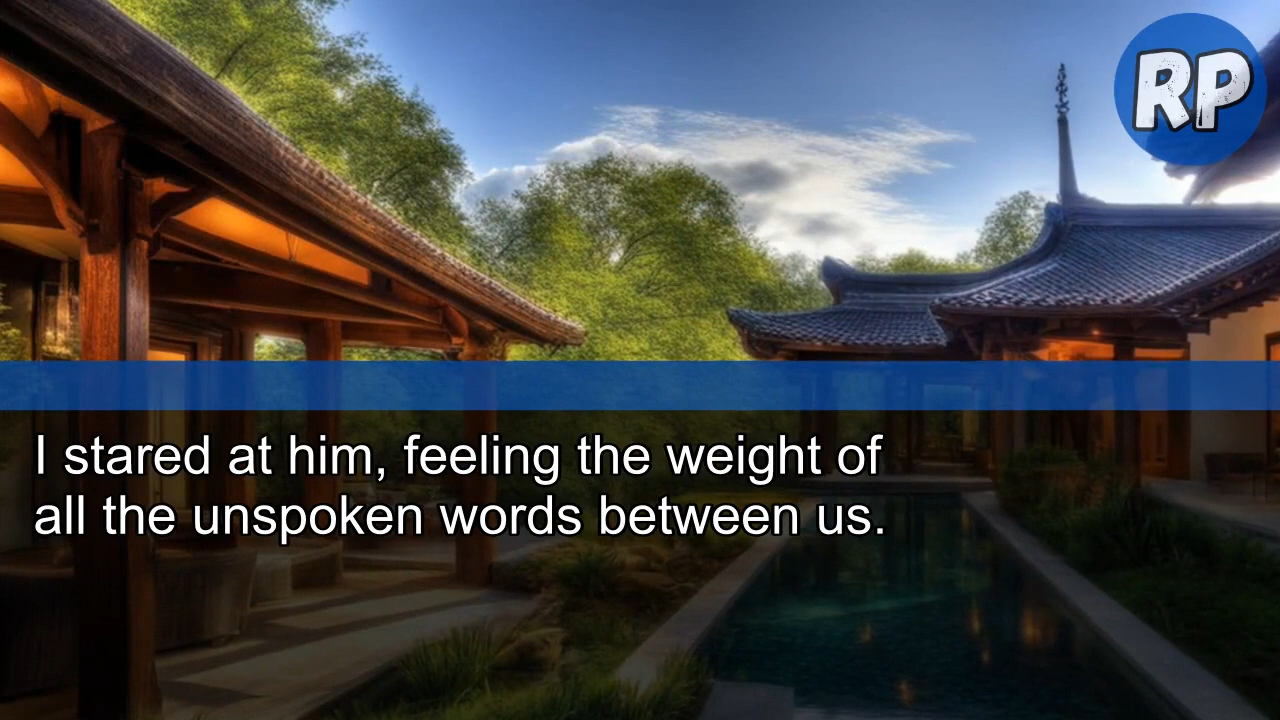 RP
I stared at him, feeling the weight of
all the unspoken words between us.